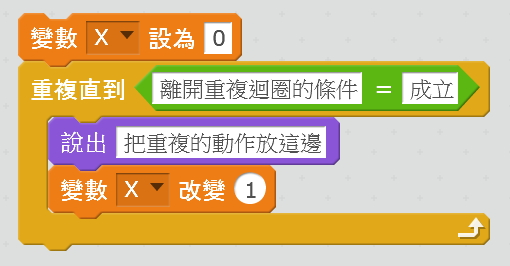 變數 X 設為 0
重複直到 離開重複迴圈的條件 = 成立
說出 把重複的動作放這邊
變數 X 改變 1